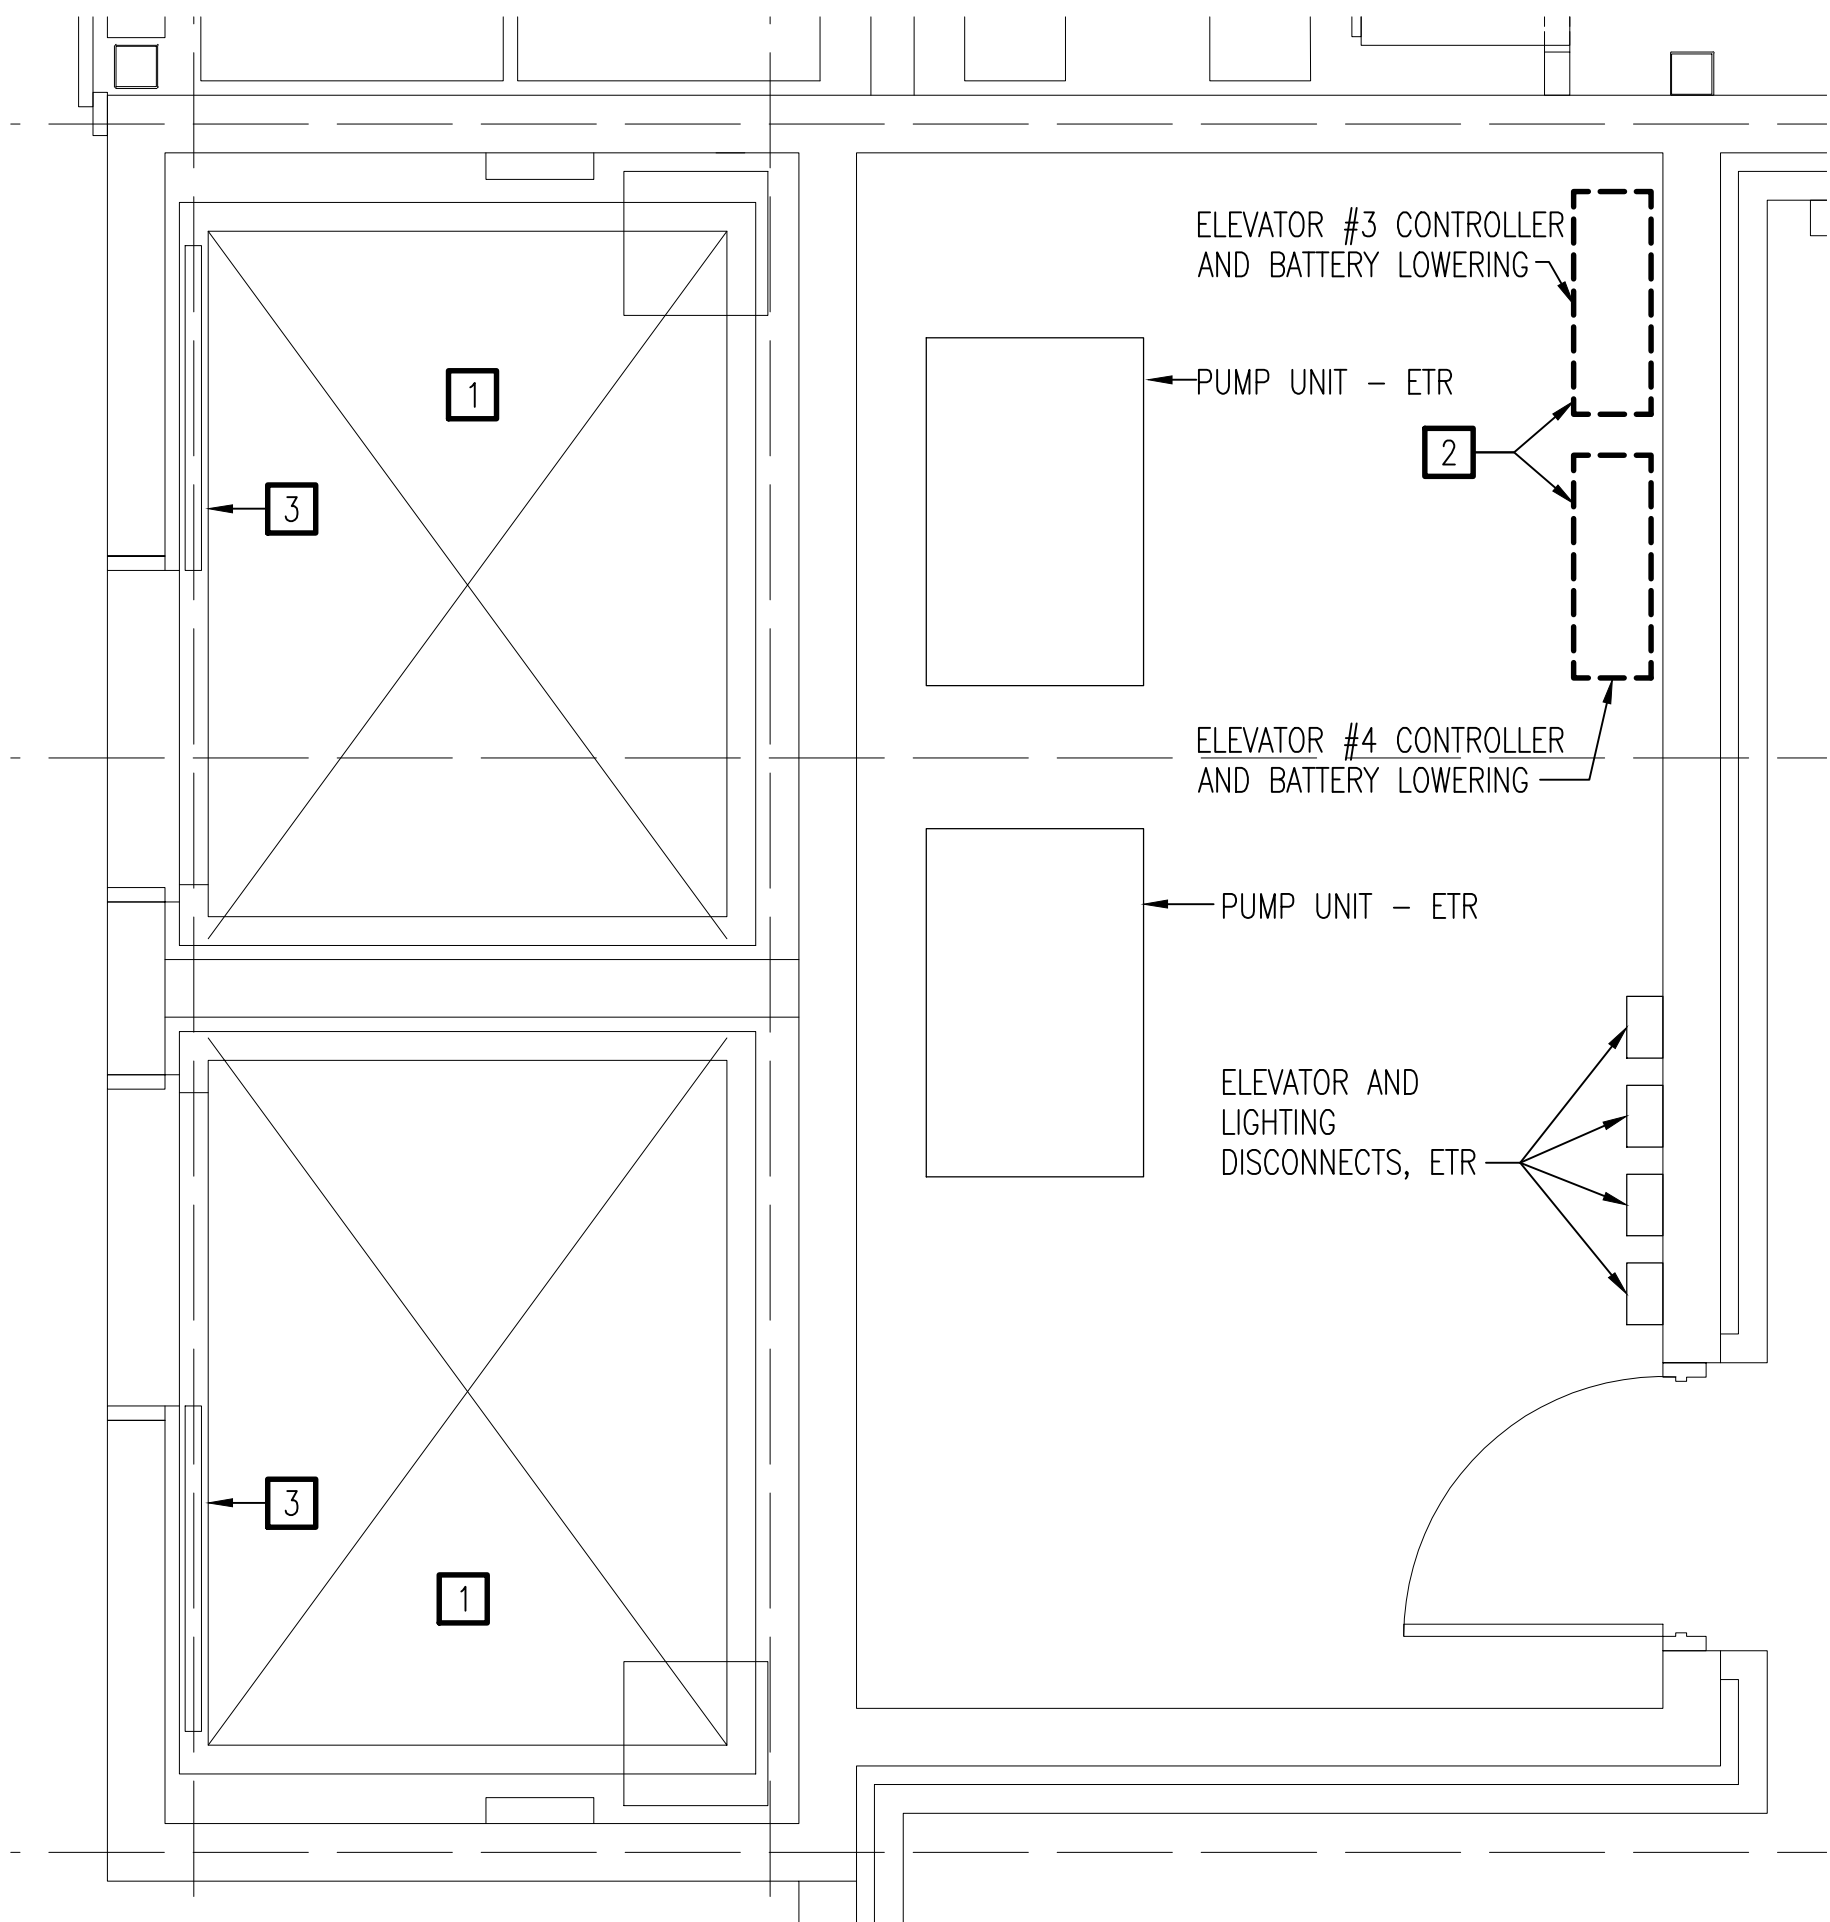 ELEVATOR #3 CONTROLLER
AND BATTERY LOWERING
1
PUMP UNIT – ETR
2
3
ELEVATOR #4 CONTROLLER
AND BATTERY LOWERING
PUMP UNIT – ETR
ELEVATOR AND
LIGHTING
DISCONNECTS, ETR
3
1